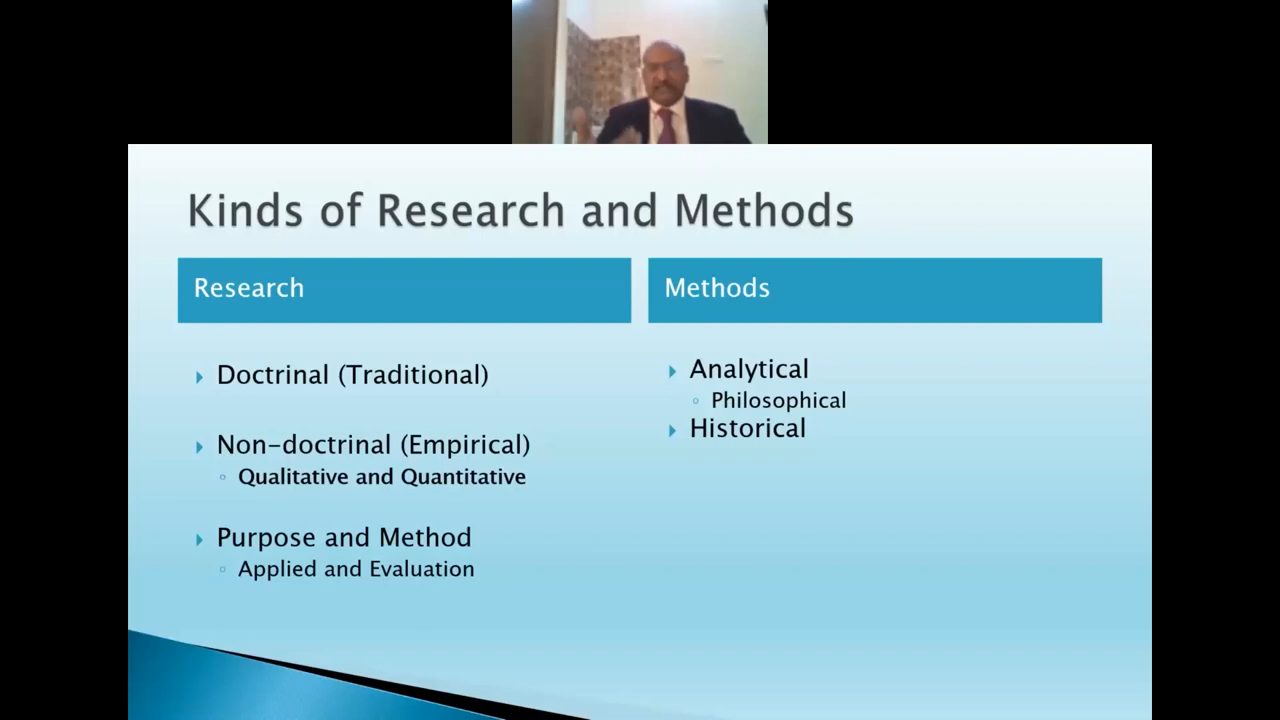 Kinds of Research and Methods
Research
Doctrinal (Traditional)
Non-doctrinal (Empirical)
Qualitative and Quantitative
Purpose and Method
Applied and Evaluation
Methods
Analytical
Philosophical
Historical